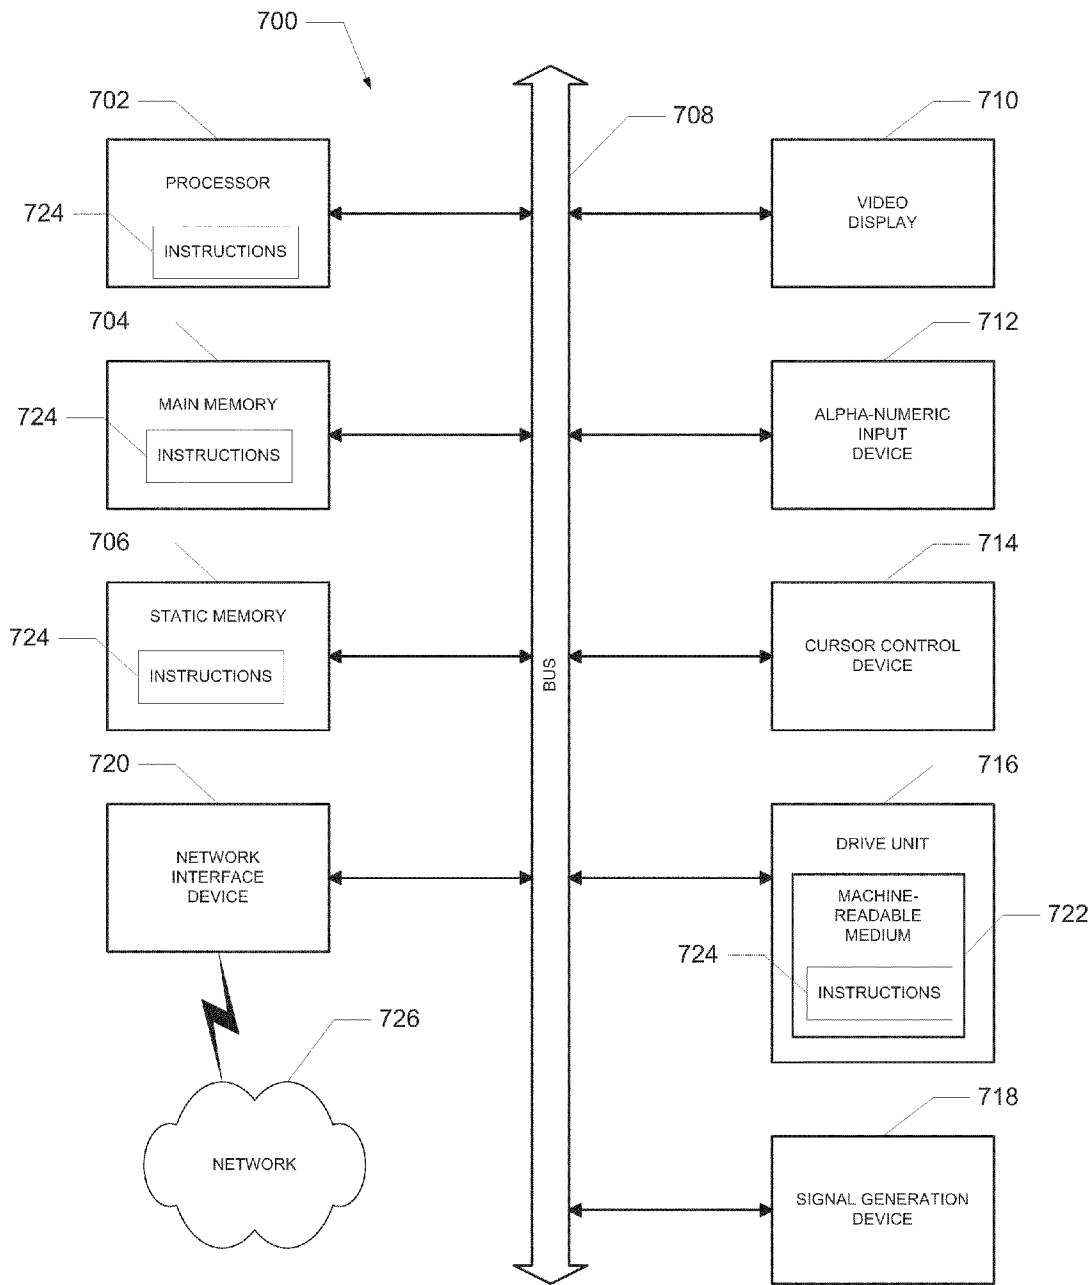 700
702
PROCESSOR
724
INSTRUCTIONS
704
MAIN MEMORY
724
INSTRUCTIONS
706
STATIC MEMORY
724
INSTRUCTIONS
720
NETWORK
INTERFACE
DEVICE
726
NETWORK
708
BUS
710
VIDEO
DISPLAY
712
ALPHA-NUMERIC
INPUT
DEVICE
714
CURSOR CONTROL
DEVICE
716
DRIVE UNIT
MACHINE-
READABLE
MEDIUM
722
724
INSTRUCTIONS
718
SIGNAL GENERATION
DEVICE